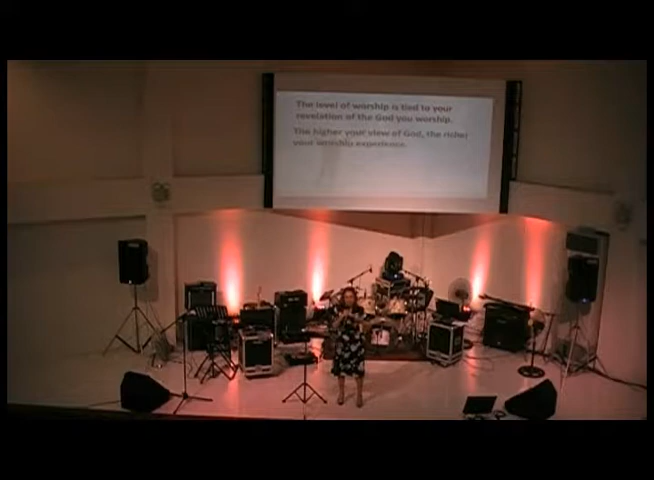 The level of worship is tied to your
revelation of the God you worship.
The higher your view of God, the richer
your worship experience.